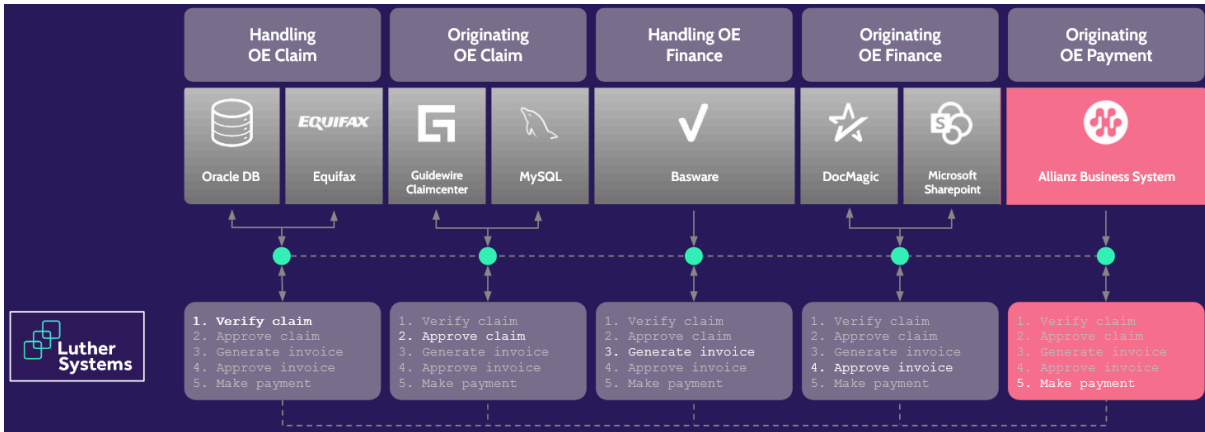 Handling
OE Claim
Originating
OE Claim
Handling OE
Finance
Originating
OE Finance
Originating
OE Payment
Oracle DB
EQUIFAX
Equifax
Guidewire
Claimcenter
MySQL
Basware
DocMagic
S
Microsoft
Sharepoint
Allianz Business System
Luther
Systems
1. Verify claim
2. Approve claim
3. Generate invoice
4. Approve invoice
5. Make payment
1. Verify claim
2. Approve claim
3. Generate invoice
4. Approve invoice
5. Make payment
1. Verify claim
2. Approve claim
3. Generate invoice
4. Approve invoice
5. Make payment
1. Verify claim
2. Approve claim
3. Generate invoice
4. Approve invoice
5. Make payment
1. Verify claim
2. Approve claim
3. Generate invoice
4. Approve invoice
5. Make payment